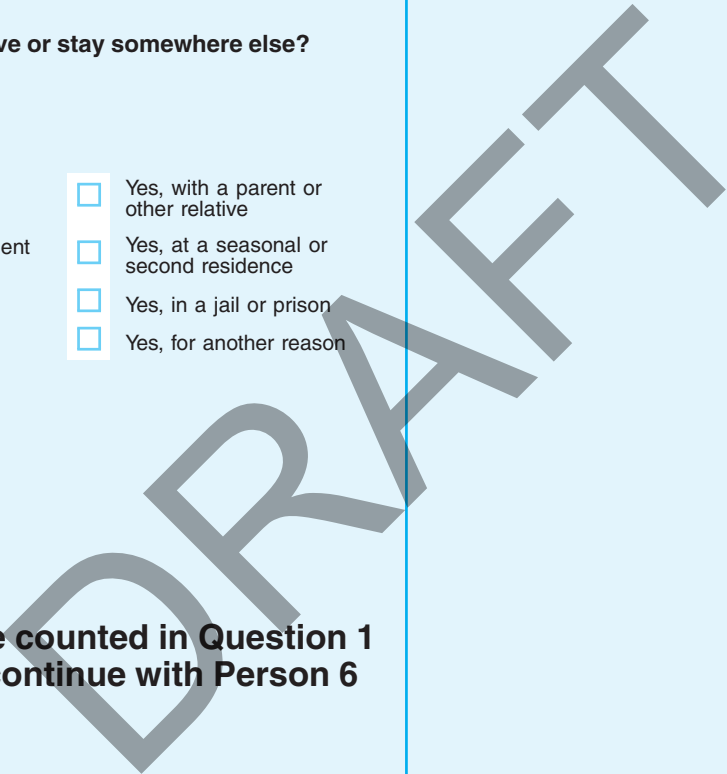 ve or stay somewhere else?
Yes, with a parent or
other relative
ent
Yes, at a seasonal or
second residence
Yes, in a jail or prison
Yes, for another reason
e counted in Question 1
continue with Person 6
DRAFT